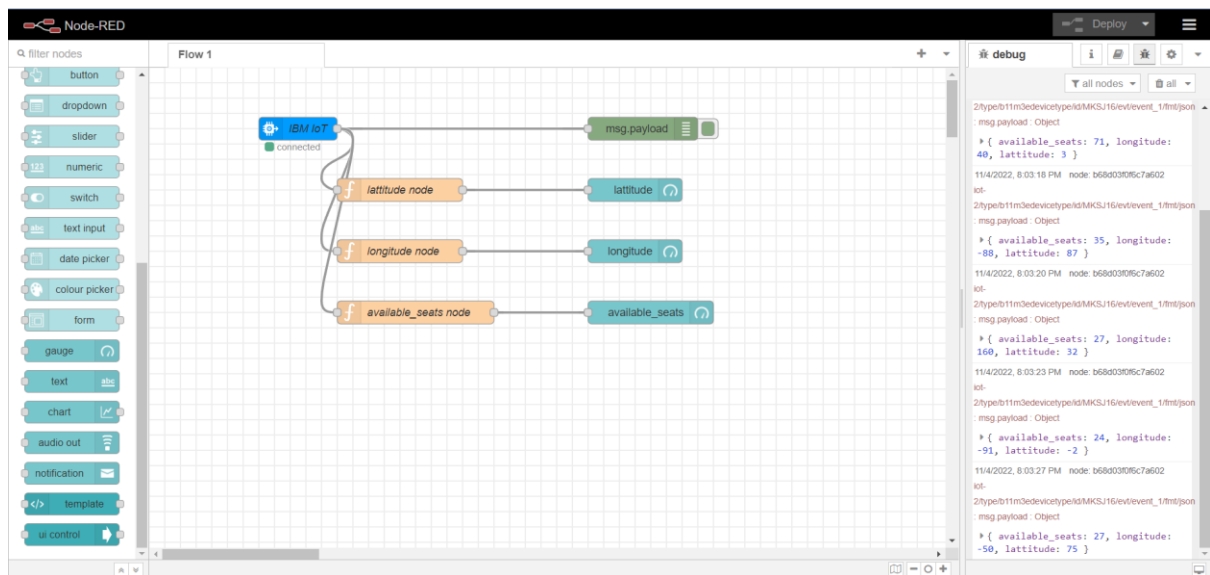 Node-RED
Deploy
filter nodes
button
dropdown
slider
numeric
123
switch
text input
abc
date picker
colour picker
form
gauge
text
abc
chart
audio out
notification
template
</>
ui control
Flow 1
IBM IoT
connected
msg.payload
f
lattitude node
lattitude
f
longitude node
longitude
f
available_seats node
available_seats
debug
i
all nodes
all
2/type/b11m3edevicetype/id/MKSJ16/evt/event_1/fmt/json
: msg.payload : Object
{ available_seats: 71, longitude:
40, lattitude: 3 }
11/4/2022, 8:03:18 PM node: b68d03f0f6c7a602
iot-
2/type/b11m3edevicetype/id/MKSJ16/evt/event_1/fmt/json
: msg.payload : Object
{ available_seats: 35, longitude:
-88, lattitude: 87 }
11/4/2022, 8:03:20 PM node: b68d03f0f6c7a602
iot-
2/type/b11m3edevicetype/id/MKSJ16/evt/event_1/fmt/json
: msg.payload : Object
{ available_seats: 27, longitude:
160, lattitude: 32 }
11/4/2022, 8:03:23 PM node: b68d03f0f6c7a602
iot-
2/type/b11m3edevicetype/id/MKSJ16/evt/event_1/fmt/json
: msg.payload : Object
{ available_seats: 24, longitude:
-91, lattitude: -2 }
11/4/2022, 8:03:27 PM node: b68d03f0f6c7a602
iot-
2/type/b11m3edevicetype/id/MKSJ16/evt/event_1/fmt/json
: msg.payload : Object
{ available_seats: 27, longitude:
-50, lattitude: 75 }